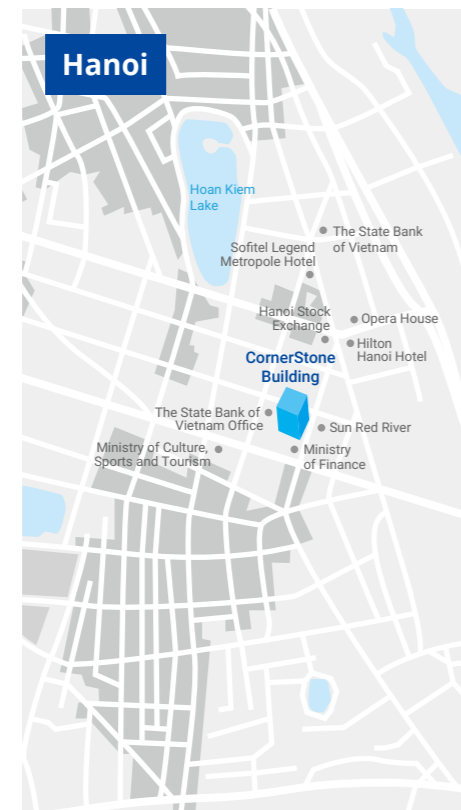 Hanoi
Hoan Kiem
Lake
The State Bank
of Vietnam
Sofitel Legend
Metropole Hotel
Hanoi Stock
Exchange
Opera House
Hilton
Hanoi Hotel
CornerStone
Building
The State Bank of
Vietnam Office
Sun Red River
Ministry of Culture,
Sports and Tourism
Ministry
of Finance